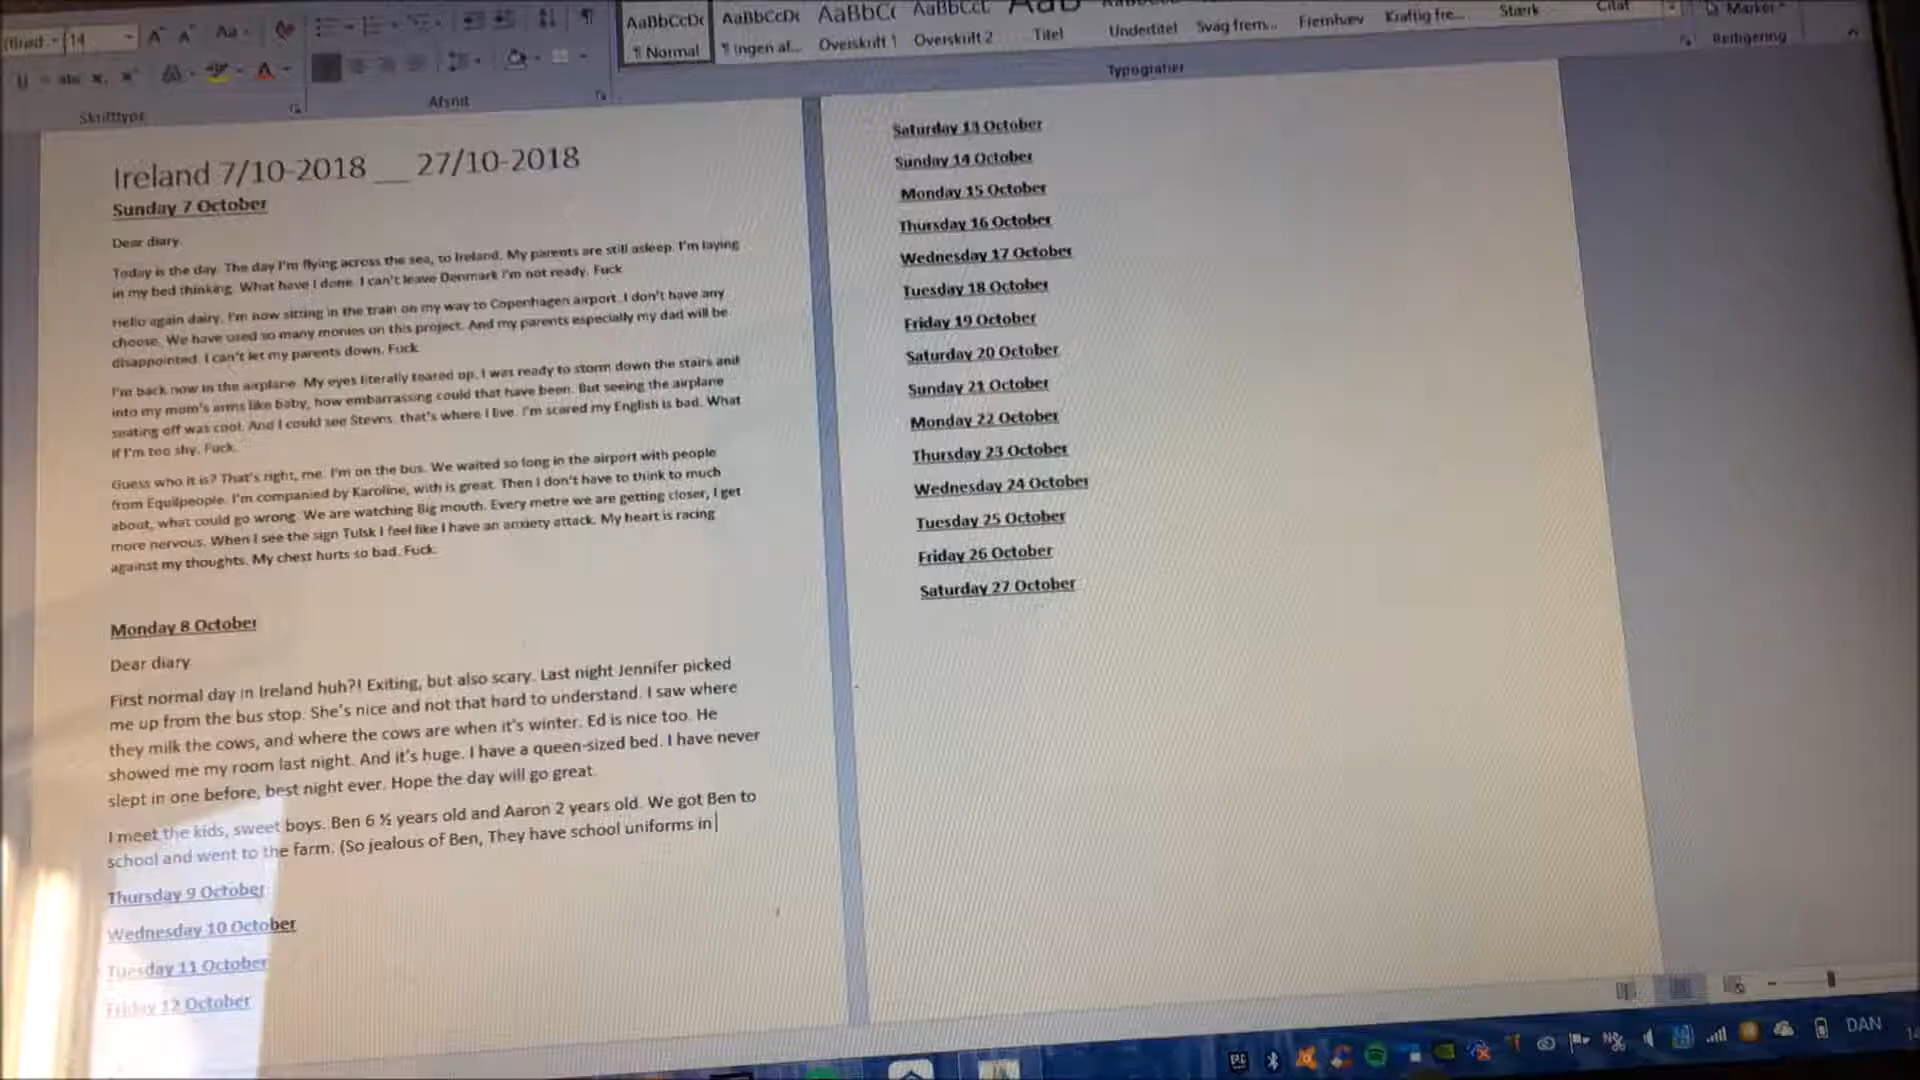 14
AaBbCcDc AaBbCcDc AaBbCc AaBbCcL
¶ Normal ¶ Ingen af... Overskrift 1 Overskrift 2 Titel Undertitel Svag frem... Fremhæv Kraftig fre... Stærk Citat Marker
Skrifttype Afsnit Typografier Redigering
Ireland 7/10-2018 __ 27/10-2018
Sunday 7 October
Dear diary.
Today is the day. The day I'm flying across the sea, to Ireland. My parents are still asleep. I'm laying
in my bed thinking. What have I done. I can't leave Denmark I'm not ready. Fuck
Hello again dairy. I'm now sitting in the train on my way to Copenhagen airport. I don't have any
choose. We have used so many monies on this project. And my parents especially my dad will be
disappointed. I can't let my parents down. Fuck.
I'm back now in the airplane. My eyes literally teared up. I was ready to storm down the stairs and
into my mom's arms like baby, how embarrassing could that have been. But seeing the airplane
seating off was cool. And I could see Stevns, that's where I live. I'm scared my English is bad. What
if I'm too shy. Fuck.
Guess who it is? That's right, me. I'm on the bus. We waited so long in the airport with people
from Equilpeople. I'm companied by Karoline, with is great. Then I don't have to think to much
about, what could go wrong. We are watching Big mouth. Every metre we are getting closer, I get
more nervous. When I see the sign Tulsk I feel like I have an anxiety attack. My heart is racing
against my thoughts. My chest hurts so bad. Fuck.
Monday 8 October
Dear diary
First normal day in Ireland huh?! Exiting, but also scary. Last night Jennifer picked
me up from the bus stop. She's nice and not that hard to understand. I saw where
they milk the cows, and where the cows are when it's winter. Ed is nice too. He
showed me my room last night. And it's huge. I have a queen-sized bed. I have never
slept in one before, best night ever. Hope the day will go great.
I meet the kids, sweet boys. Ben 6 ½ years old and Aaron 2 years old. We got Ben to
school and went to the farm. (So jealous of Ben, They have school uniforms in
Thursday 9 October
Wednesday 10 October
Tuesday 11 October
Friday 12 October
Saturday 13 October
Sunday 14 October
Monday 15 October
Thursday 16 October
Wednesday 17 October
Tuesday 18 October
Friday 19 October
Saturday 20 October
Sunday 21 October
Monday 22 October
Thursday 23 October
Wednesday 24 October
Tuesday 25 October
Friday 26 October
Saturday 27 October
DAN